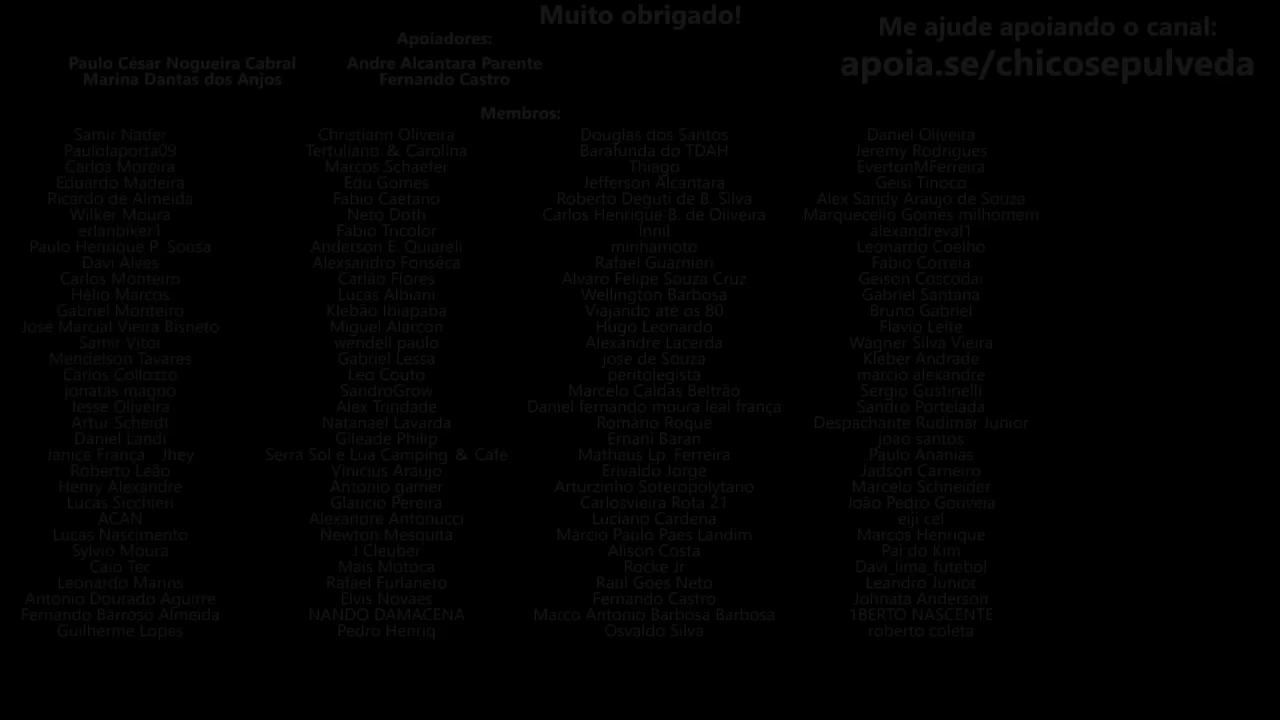 Muito obrigado!
Me ajude apoiando o canal:
apoia.se/chicosepulveda
Apoiadores:
Paulo César Nogueira Cabral
Marina Dantas dos Anjos
Andre Alcantara Parente
Fernando Castro
Membros:
Samir Nader
Paulolaporta09
Carlos Moreira
Eduardo Madeira
Ricardo de Almeida
Wilker Moura
erlanbiker1
Paulo Henrique P. Sousa
Davi Alves
Carlos Monteiro
Hélio Marcos
Gabriel Monteiro
José Marcial Vieira Bisneto
Samir Vitor
Mendelson Tavares
Carlos Collozzo
jonatas magno
Jesse Oliveira
Artur Scheidt
Daniel Landi
Janice França _ Jhey
Roberto Leão
Henry Alexandre
Lucas Sicchieri
ACAN
Lucas Nascimento
Sylvio Moura
Caio Tec
Leonardo Marins
Antonio Dourado Aguirre
Fernando Barroso Almeida
Guilherme Lopes
Christiann Oliveira
Tertuliano & Carolina
Marcos Schaefer
Edu Gomes
Fabio Caetano
Neto Doth
Fábio Tricolor
Anderson E. Quiareli
Alexsandro Fonsêca
Carlão Flores
Lucas Albiani
Klebão Ibiapaba
Miguel Alarcon
wendell paulo
Gabriel Lessa
Leo Couto
SandroGrow
Alex Trindade
Natanael Lavarda
Glleade Philip
Serra Sol e Lua Camping & Café
Vinicius Araujo
Antonio gamer
Glaucio Pereira
Alexandre Antonucci
Newton Mesquita
J Cleuber
Mais Motoca
Rafael Furlaneto
Elvis Novaes
NANDO DAMACENA
Pedro Henriq
Douglas dos Santos
Barafunda do TDAH
Thiago
Jefferson Alcantara
Roberto Deguti de B. Silva
Carlos Henrique B. de Oliveira
Innil
minhamoto
Rafael Guarnieri
Alvaro Felipe Souza Cruz
Wellington Barbosa
Viajando até os 80
Hugo Leonardo
Alexandre Lacerda
jose de Souza
peritolegista
Marcelo Caldas Beltrão
Daniel fernando moura leal frança
Romário Roque
Ernani Baran
Matheus Lp. Ferreira
Erivaldo Jorge
Arturzinho Soteropolytano
Carlosvieira Rota 21
Luciano Cardena
Márcio Paulo Paes Landim
Alison Costa
Rocke Jr
Raul Goes Neto
Fernando Castro
Marco Antonio Barbosa Barbosa
Osvaldo Silva
Daniel Oliveira
Jeremy Rodrigues
EvertonMFerreira
Geisi Tinoco
Alex Sandy Araujo de Souza
Marquecello Gomes milhomem
alexandreval1
Leonardo Coelho
Fabio Correia
Geison Coscodai
Gabriel Santana
Bruno Gabriel
Flavio Leite
Wagner Silva Vieira
Kleber Andrade
marcio alexandre
Sergio Gustinelli
Sandro Portelada
Despachante Rudimar Junior
joao santos
Paulo Ananias
Jadson Carneiro
Marcelo Schneider
João Pedro Gouveia
eiji cel
Marcos Henrique
Pai do Kim
Davi_lima_futebol
Leandro Junior
Johnata Anderson
1BERTO NASCENTE
roberto coleta